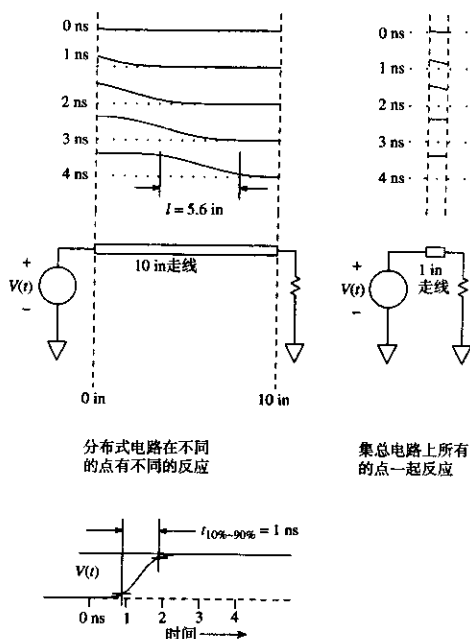 0 ns
1 ns
2 ns
3 ns
4 ns
l = 5.6 in
+
V(t)
−
10 in走线
0 in
10 in
分布式电路在不同
的点有不同的反应
0 ns
1 ns
2 ns
3 ns
4 ns
+
V(t)
−
1 in
走线
集总电路上所有
的点一起反应
t10%~90% = 1 ns
V(t)
0 ns 1 2 3 4
时间